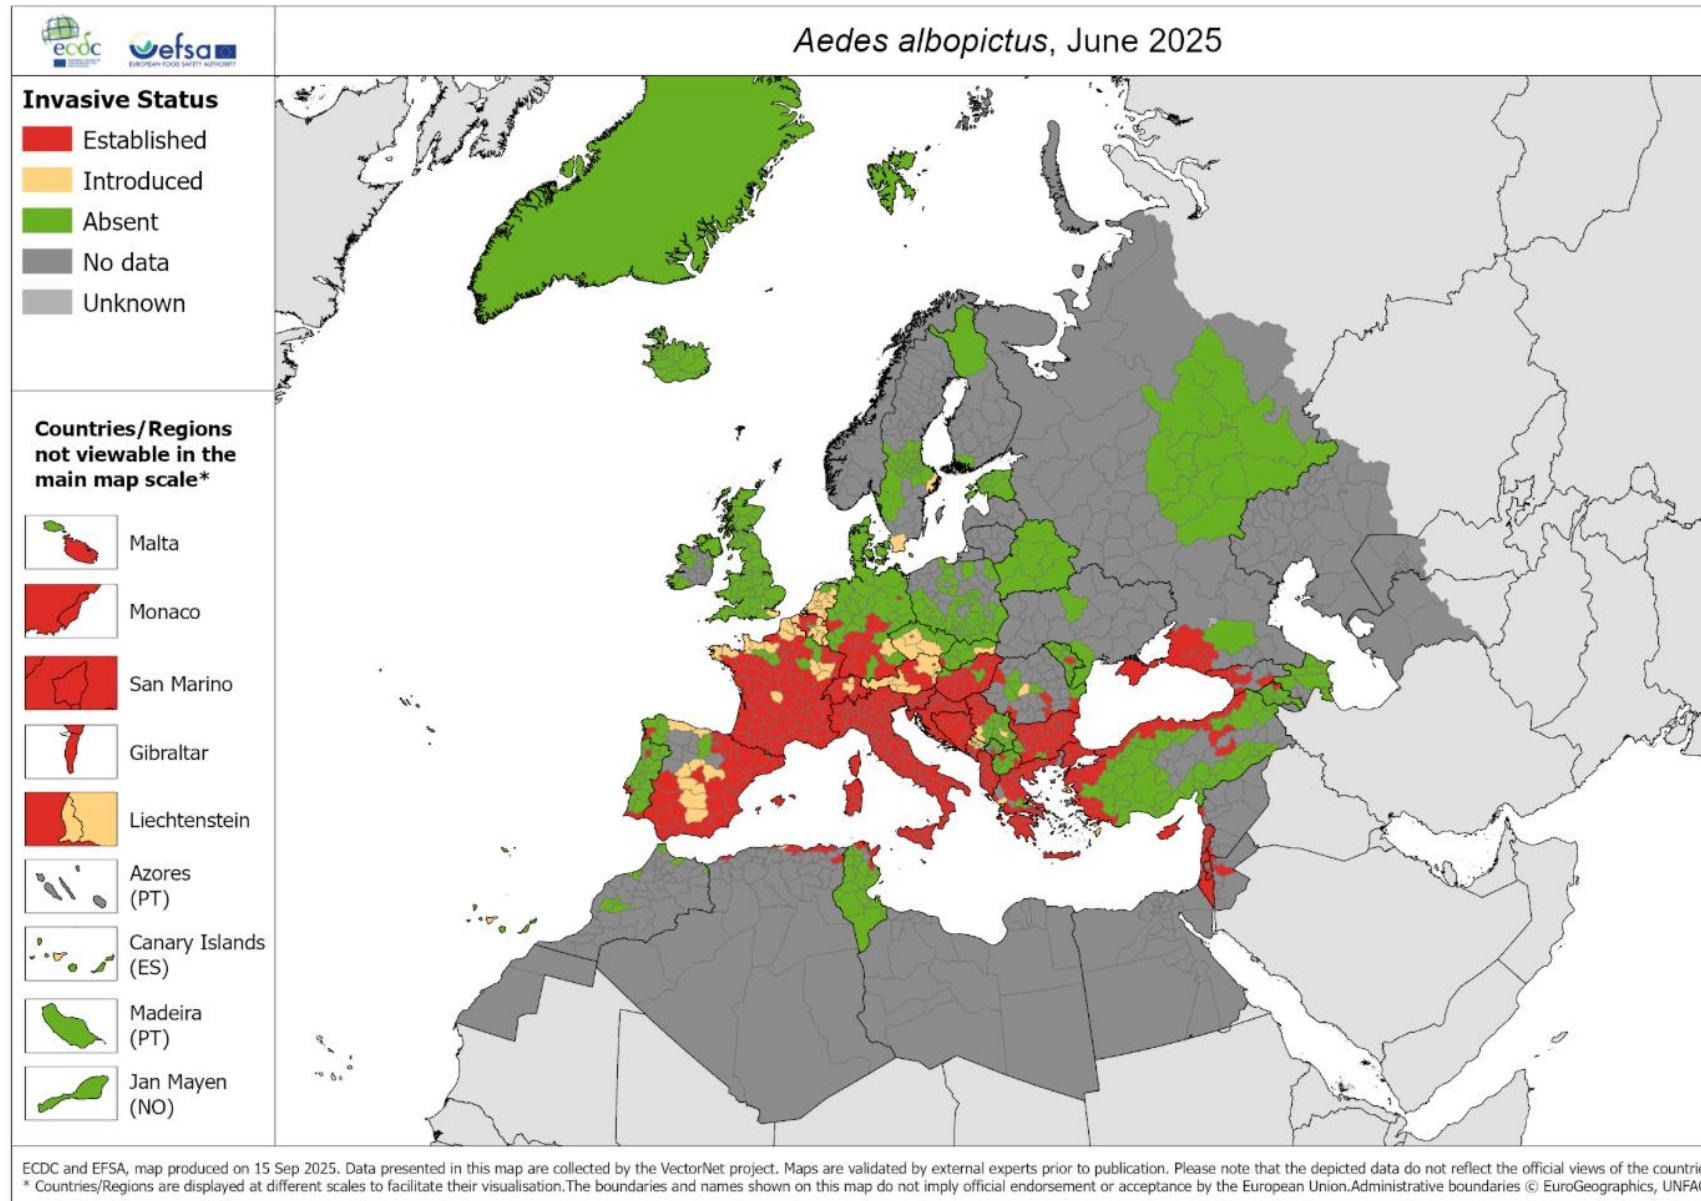 ecdc
efsa
EUROPEAN FOOD SAFETY AUTHORITY
Aedes albopictus, June 2025
Invasive Status
Established
Introduced
Absent
No data
Unknown
Countries/Regions
not viewable in the
main map scale*
Malta
Monaco
San Marino
Gibraltar
Liechtenstein
Azores
(PT)
Canary Islands
(ES)
Madeira
(PT)
Jan Mayen
(NO)
ECDC and EFSA, map produced on 15 Sep 2025. Data presented in this map are collected by the VectorNet project. Maps are validated by external experts prior to publication. Please note that the depicted data do not reflect the official views of the countrie
* Countries/Regions are displayed at different scales to facilitate their visualisation.The boundaries and names shown on this map do not imply official endorsement or acceptance by the European Union.Administrative boundaries © EuroGeographics, UNFAO